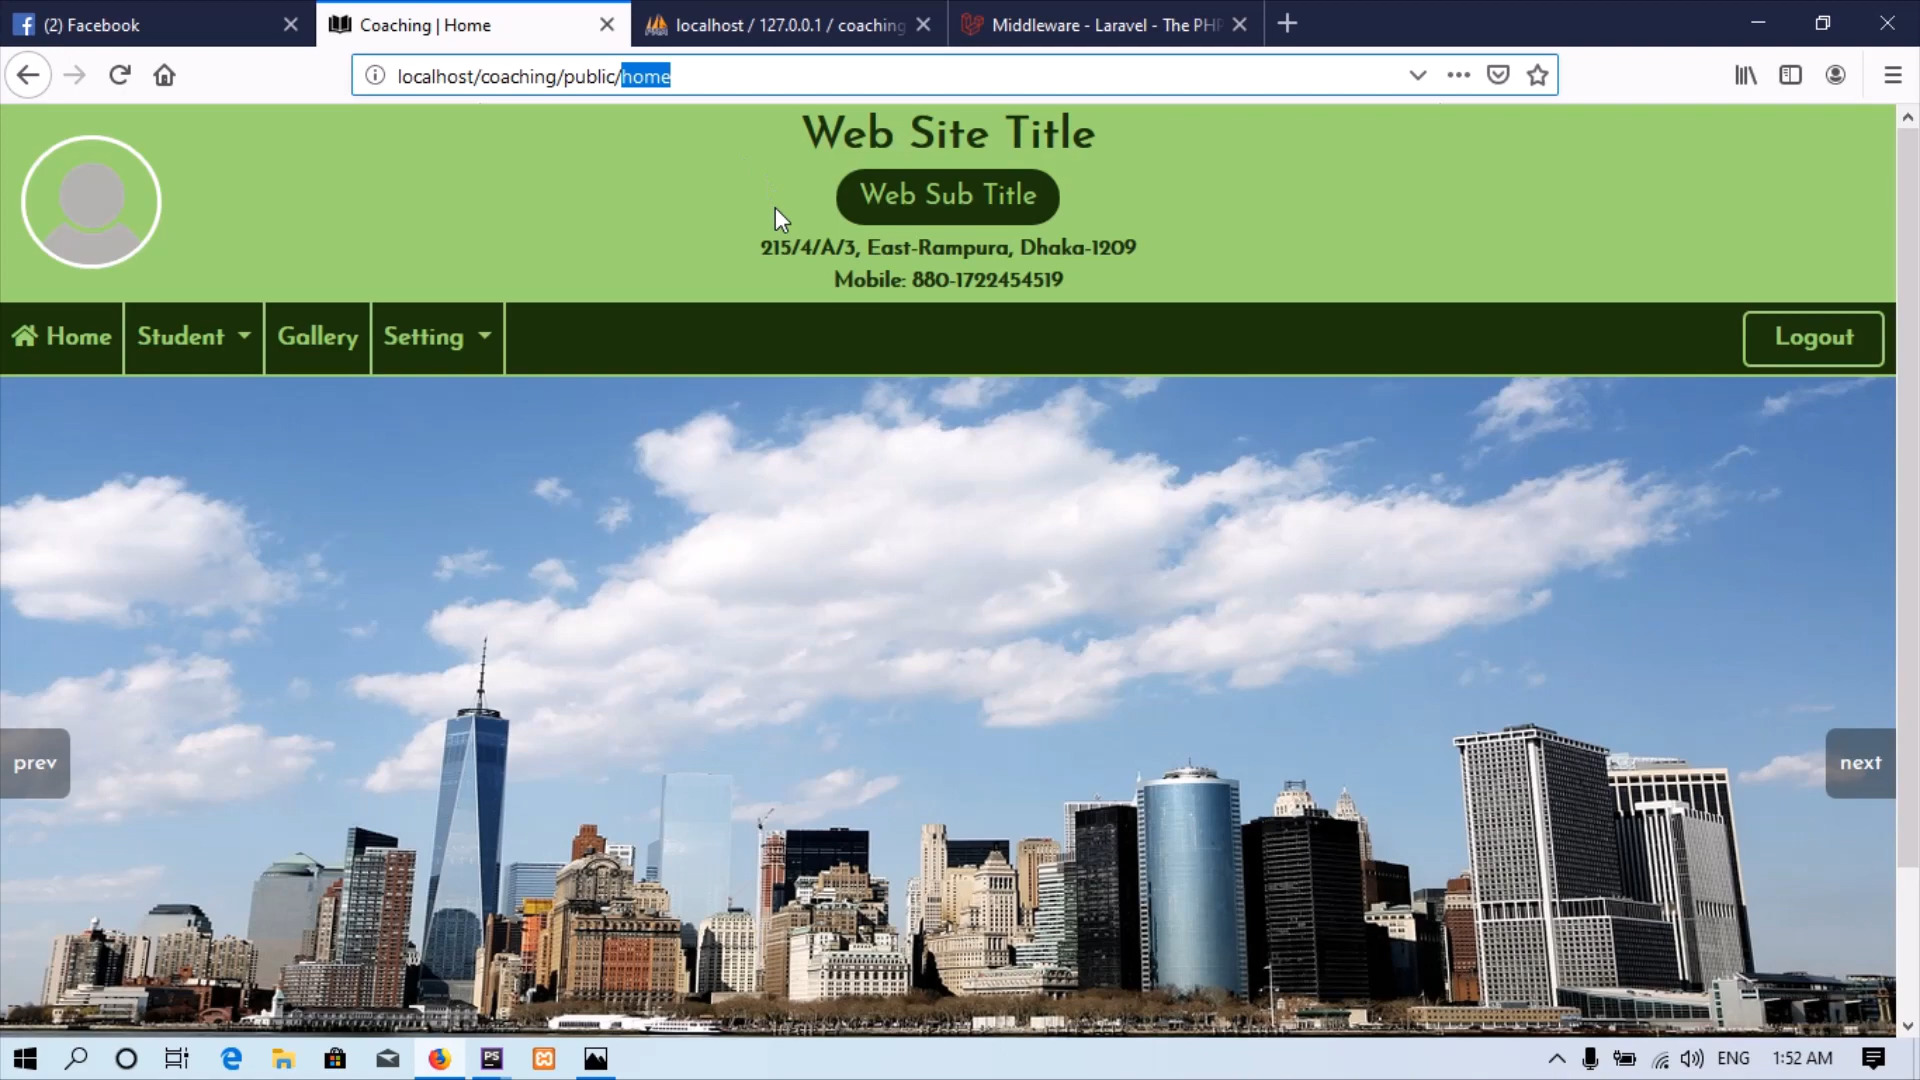 (2) Facebook
Coaching | Home
localhost / 127.0.0.1 / coaching
Middleware - Laravel - The PHP
localhost/coaching/public/home
Web Site Title
Web Sub Title
215/4/A/3, East-Rampura, Dhaka-1209
Mobile: 880-1722454519
Home
Student
Gallery
Setting
Logout
prev
next
PS
ENG
1:52 AM